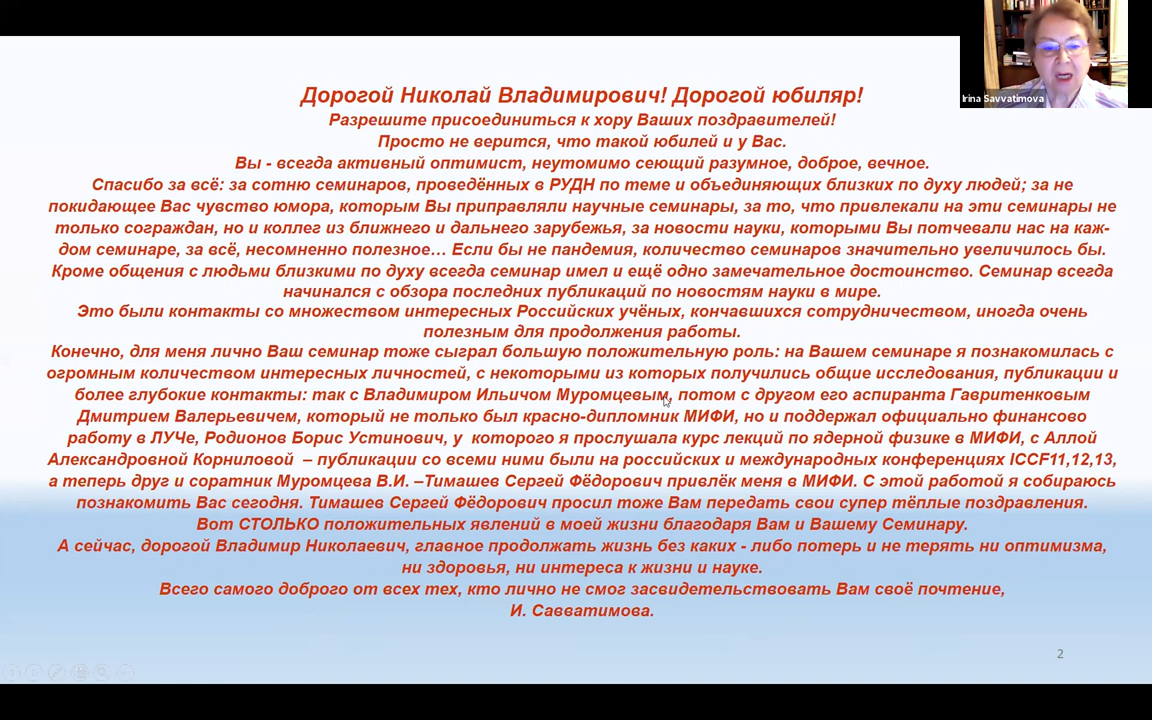 Irina Savvatimova
Дорогой Николай Владимирович! Дорогой юбиляр!
Разрешите присоединиться к хору Ваших поздравителей!
Просто не верится, что такой юбилей и у Вас.
Вы - всегда активный оптимист, неутомимо сеющий разумное, доброе, вечное.
Спасибо за всё: за сотню семинаров, проведённых в РУДН по теме и объединяющих близких по духу людей; за не
покидающее Вас чувство юмора, которым Вы приправляли научные семинары, за то, что привлекали на эти семинары не
только сограждан, но и коллег из ближнего и дальнего зарубежья, за новости науки, которыми Вы потчевали нас на каж-
дом семинаре, за всё, несомненно полезное… Если бы не пандемия, количество семинаров значительно увеличилось бы.
Кроме общения с людьми близкими по духу всегда семинар имел и ещё одно замечательное достоинство. Семинар всегда
начинался с обзора последних публикаций по новостям науки в мире.
Это были контакты со множеством интересных Российских учёных, кончавшихся сотрудничеством, иногда очень
полезным для продолжения работы.
Конечно, для меня лично Ваш семинар тоже сыграл большую положительную роль: на Вашем семинаре я познакомилась с
огромным количеством интересных личностей, с некоторыми из которых получились общие исследования, публикации и
более глубокие контакты: так с Владимиром Ильичом Муромцевым, потом с другом его аспиранта Гавритенковым
Дмитрием Валерьевичем, который не только был красно-дипломник МИФИ, но и поддержал официально финансово
работу в ЛУЧе, Родионов Борис Устинович, у которого я прослушала курс лекций по ядерной физике в МИФИ, с Аллой
Александровной Корниловой – публикации со всеми ними были на российских и международных конференциях ICCF11,12,13,
а теперь друг и соратник Муромцева В.И. –Тимашев Сергей Фёдорович привлёк меня в МИФИ. С этой работой я собираюсь
познакомить Вас сегодня. Тимашев Сергей Фёдорович просил тоже Вам передать свои супер тёплые поздравления.
Вот СТОЛЬКО положительных явлений в моей жизни благодаря Вам и Вашему Семинару.
А сейчас, дорогой Владимир Николаевич, главное продолжать жизнь без каких - либо потерь и не терять ни оптимизма,
ни здоровья, ни интереса к жизни и науке.
Всего самого доброго от всех тех, кто лично не смог засвидетельствовать Вам своё почтение,
И. Савватимова.
2